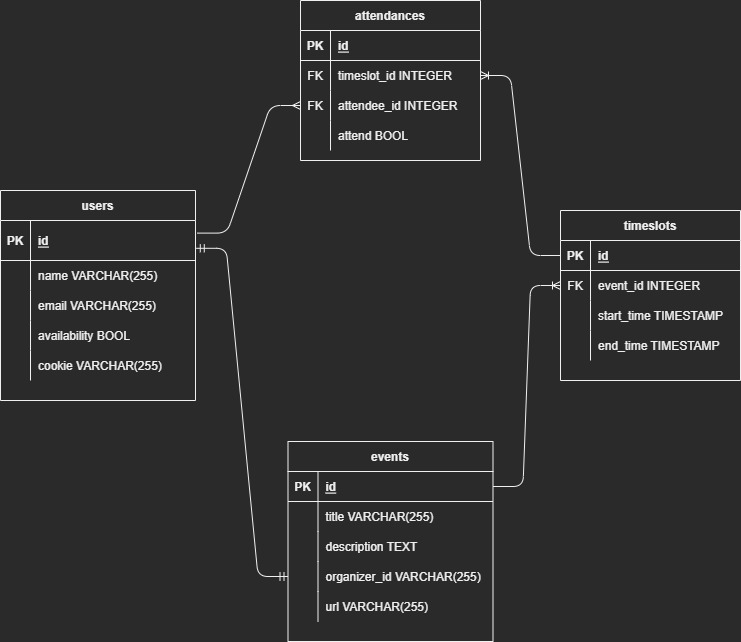 attendances
PK id
FK timeslot_id INTEGER
FK attendee_id INTEGER
attend BOOL
users
PK id
name VARCHAR(255)
email VARCHAR(255)
availability BOOL
cookie VARCHAR(255)
timeslots
PK id
FK event_id INTEGER
start_time TIMESTAMP
end_time TIMESTAMP
events
PK id
title VARCHAR(255)
description TEXT
organizer_id VARCHAR(255)
url VARCHAR(255)